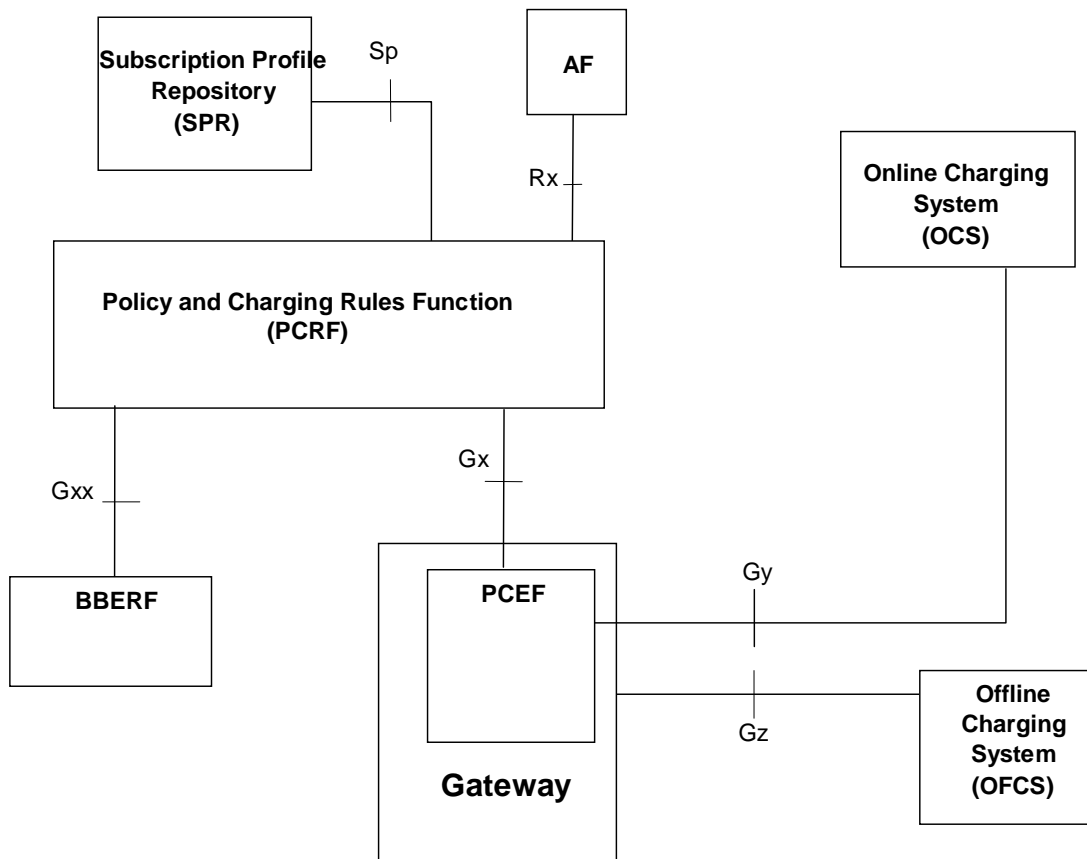 Subscription Profile
Repository
(SPR)
Sp
AF
Rx
Online Charging
System
(OCS)
Policy and Charging Rules Function
(PCRF)
Gxx
Gx
BBERF
PCEF
Gy
Gz
Offline
Charging
System
(OFCS)
Gateway